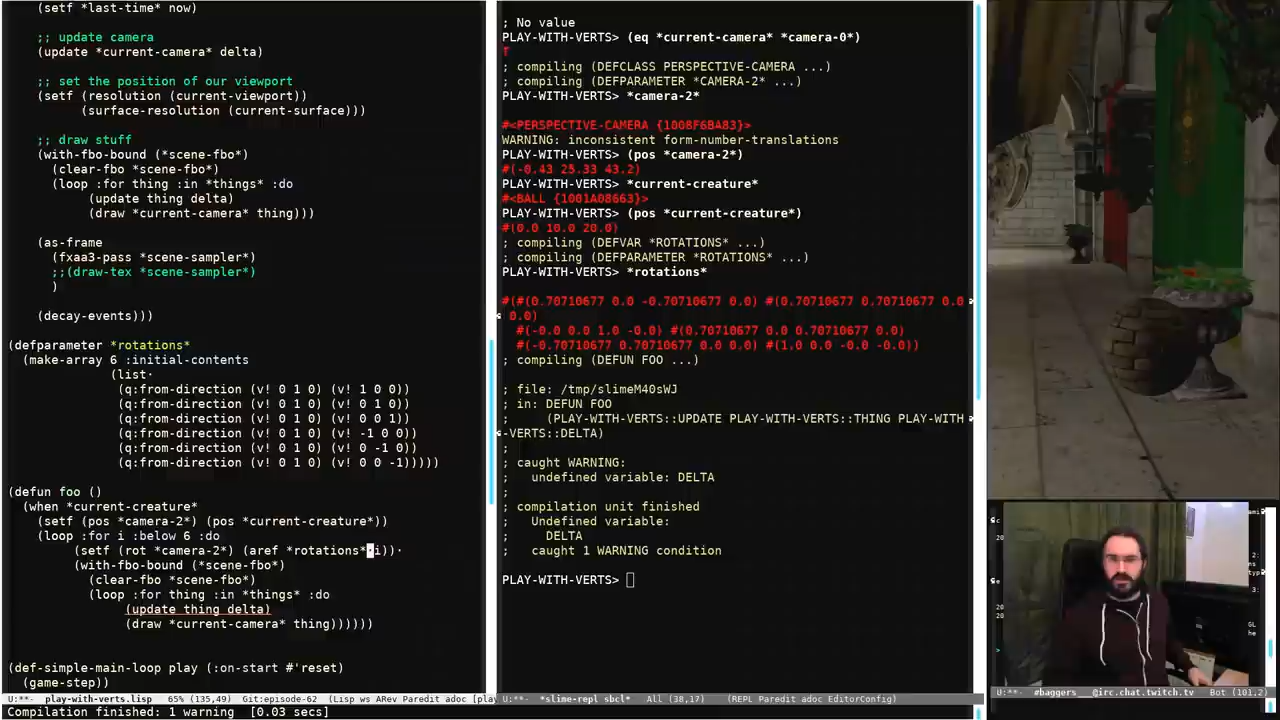 (setf *last-time* now)
;; update camera
(update *current-camera* delta)
;; set the position of our viewport
(setf (resolution (current-viewport))
(surface-resolution (current-surface)))
;; draw stuff
(with-fbo-bound (*scene-fbo*)
(clear-fbo *scene-fbo*)
(loop :for thing :in *things* :do
(update thing delta)
(draw *current-camera* thing)))
(as-frame
(fxaa3-pass *scene-sampler*)
;;(draw-tex *scene-sampler*)
)
(decay-events)))
(defparameter *rotations*
(make-array 6 :initial-contents
(list·
(q:from-direction (v! 0 1 0) (v! 1 0 0))
(q:from-direction (v! 0 1 0) (v! 0 1 0))
(q:from-direction (v! 0 1 0) (v! 0 0 1))
(q:from-direction (v! 0 1 0) (v! -1 0 0))
(q:from-direction (v! 0 1 0) (v! 0 -1 0))
(q:from-direction (v! 0 1 0) (v! 0 0 -1)))))
(defun foo ()
(when *current-creature*
(setf (pos *camera-2*) (pos *current-creature*))
(loop :for i :below 6 :do
(setf (rot *camera-2*) (aref *rotations*·i))·
(with-fbo-bound (*scene-fbo*)
(clear-fbo *scene-fbo*)
(loop :for thing :in *things* :do
(update thing delta)
(draw *current-camera* thing))))))
(def-simple-main-loop play (:on-start #'reset)
(game-step))
U:**- play-with-verts.lisp 65% (135,49) Git:episode-62 (Lisp ws ARev Paredit adoc [play
Compilation finished: 1 warning [0.03 secs]
; No value
PLAY-WITH-VERTS> (eq *current-camera* *camera-0*)
T
; compiling (DEFCLASS PERSPECTIVE-CAMERA ...)
; compiling (DEFPARAMETER *CAMERA-2* ...)
PLAY-WITH-VERTS> *camera-2*
#<PERSPECTIVE-CAMERA {1008F6BA83}>
WARNING: inconsistent form-number-translations
PLAY-WITH-VERTS> (pos *camera-2*)
#(-0.43 25.33 43.2)
PLAY-WITH-VERTS> *current-creature*
#<BALL {1001A08663}>
PLAY-WITH-VERTS> (pos *current-creature*)
#(0.0 10.0 20.0)
; compiling (DEFVAR *ROTATIONS* ...)
; compiling (DEFPARAMETER *ROTATIONS* ...)
PLAY-WITH-VERTS> *rotations*
#(#(0.70710677 0.0 -0.70710677 0.0) #(0.70710677 0.70710677 0.0
0.0)
#(-0.0 0.0 1.0 -0.0) #(0.70710677 0.0 0.70710677 0.0)
#(-0.70710677 0.70710677 0.0 0.0) #(1.0 0.0 -0.0 -0.0))
; compiling (DEFUN FOO ...)
; file: /tmp/slimeM40sWJ
; in: DEFUN FOO
; (PLAY-WITH-VERTS::UPDATE PLAY-WITH-VERTS::THING PLAY-WITH
-VERTS::DELTA)
;
; caught WARNING:
; undefined variable: DELTA
;
; compilation unit finished
; Undefined variable:
; DELTA
; caught 1 WARNING condition
PLAY-WITH-VERTS>
U:**- *slime-repl sbcl* All (38,17) (REPL Paredit adoc EditorConfig)
U:**- #baggers _@irc.chat.twitch.tv Bot (101,2)